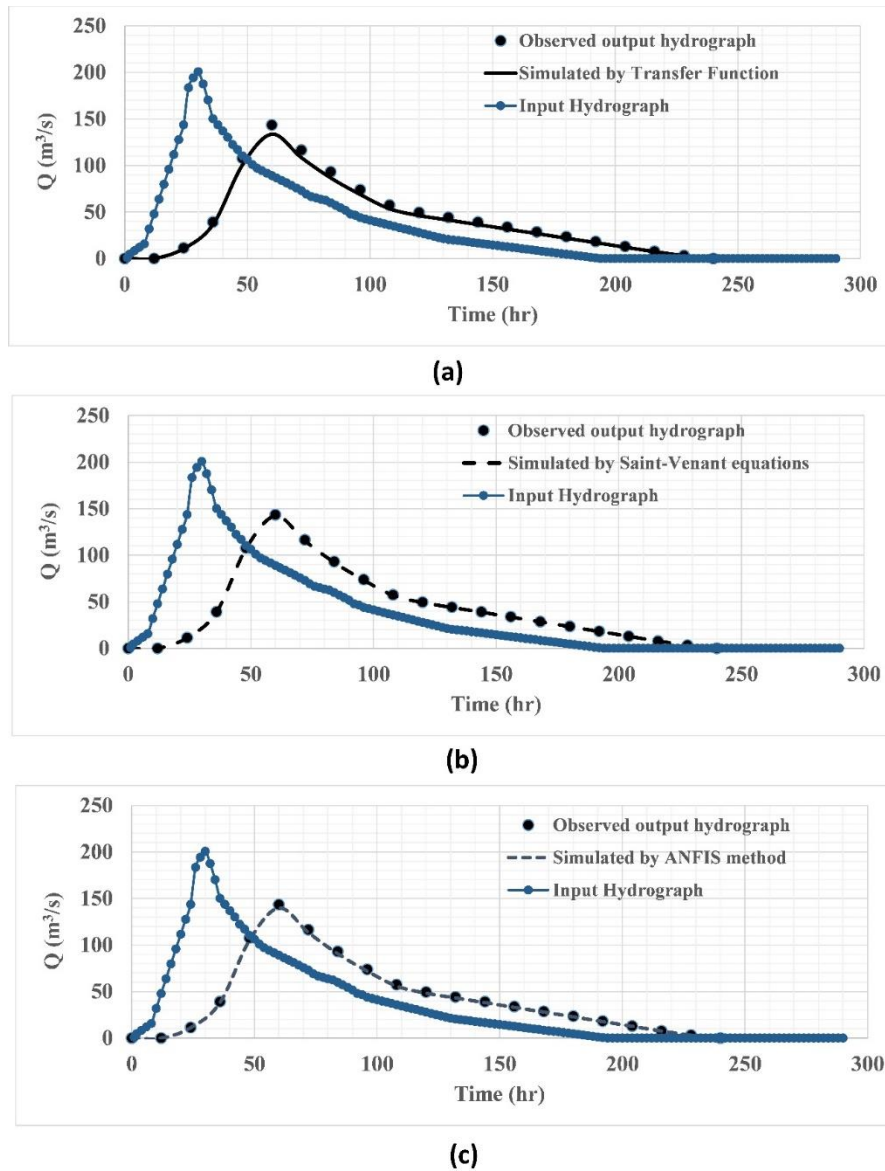 250
200
150
100
50
0
Q (m³/s)
Observed output hydrograph
Simulated by Transfer Function
Input Hydrograph
0 50 100 150 200 250 300
Time (hr)
(a)
250
200
150
100
50
0
Q (m³/s)
Observed output hydrograph
Simulated by Saint-Venant equations
Input Hydrograph
0 50 100 150 200 250 300
Time (hr)
(b)
250
200
150
100
50
0
Q (m³/s)
Observed output hydrograph
Simulated by ANFIS method
Input Hydrograph
0 50 100 150 200 250 300
Time (hr)
(c)